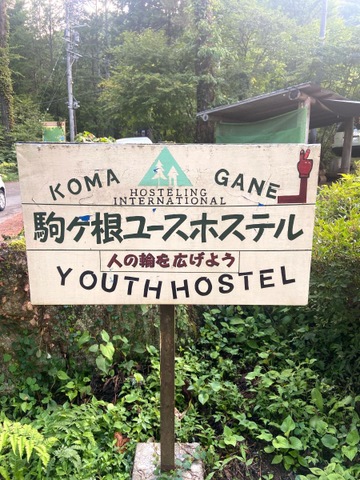 KOMA GANE
HOSTELING
INTERNATIONAL
駒ヶ根ユースホステル
人の輪を広げよう
YOUTH HOSTEL